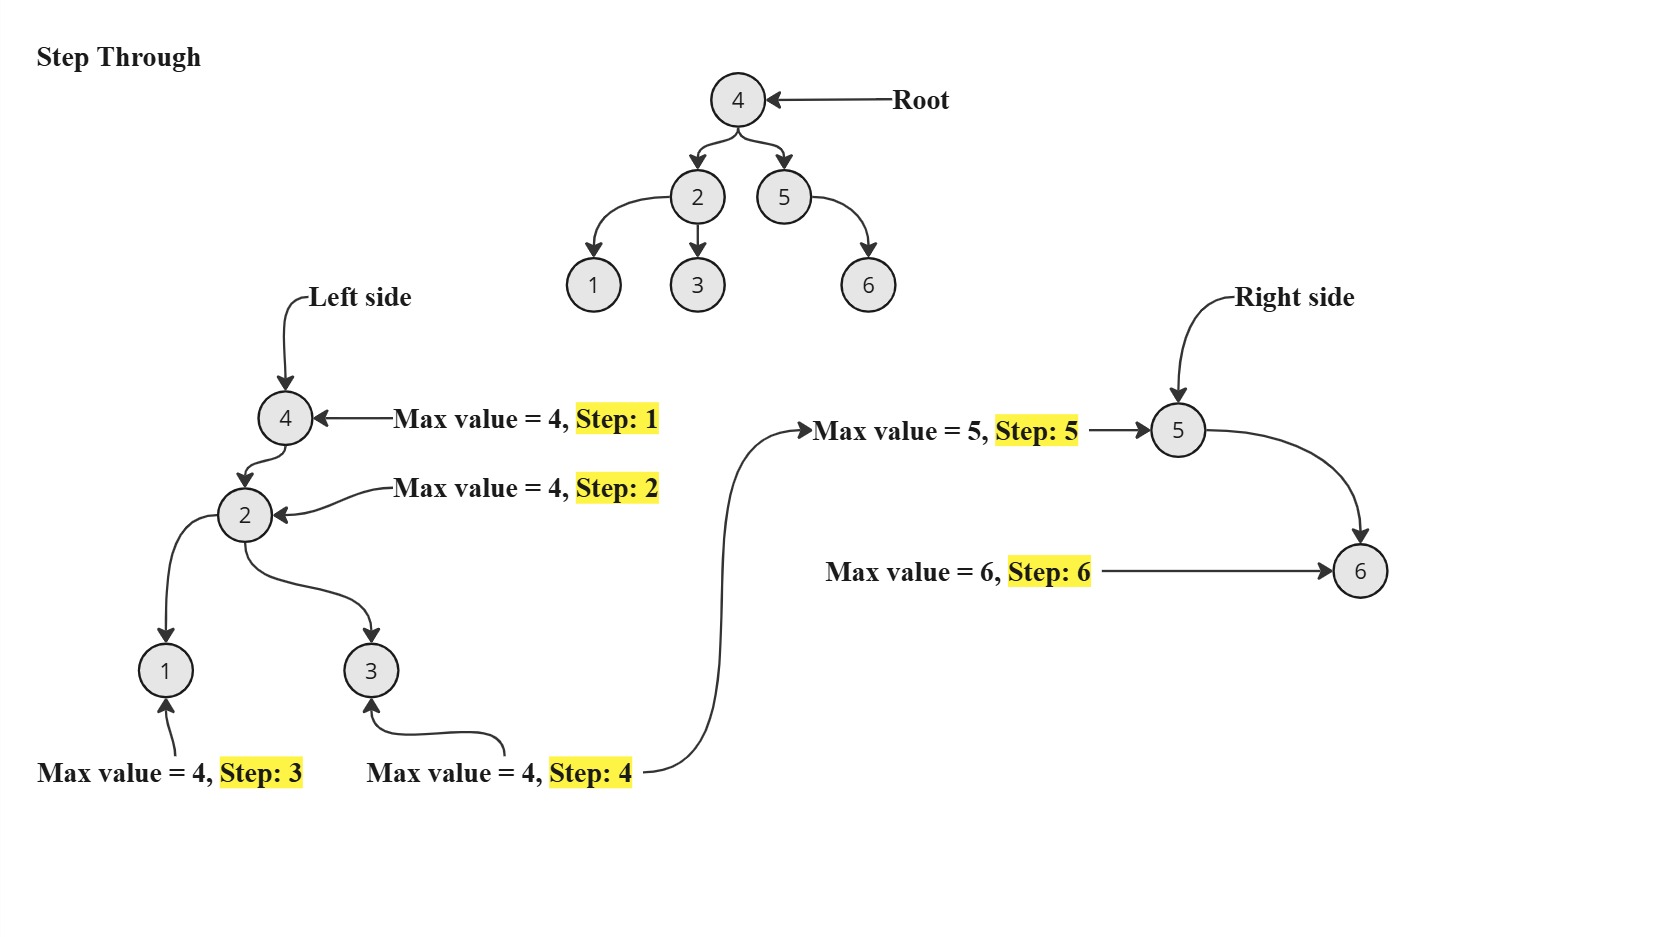 Step Through
4
Root
2
5
1
3
6
Left side
Right side
4
Max value = 4, Step: 1
Max value = 5, Step: 5
5
Max value = 4, Step: 2
2
Max value = 6, Step: 6
6
1
3
Max value = 4, Step: 3
Max value = 4, Step: 4